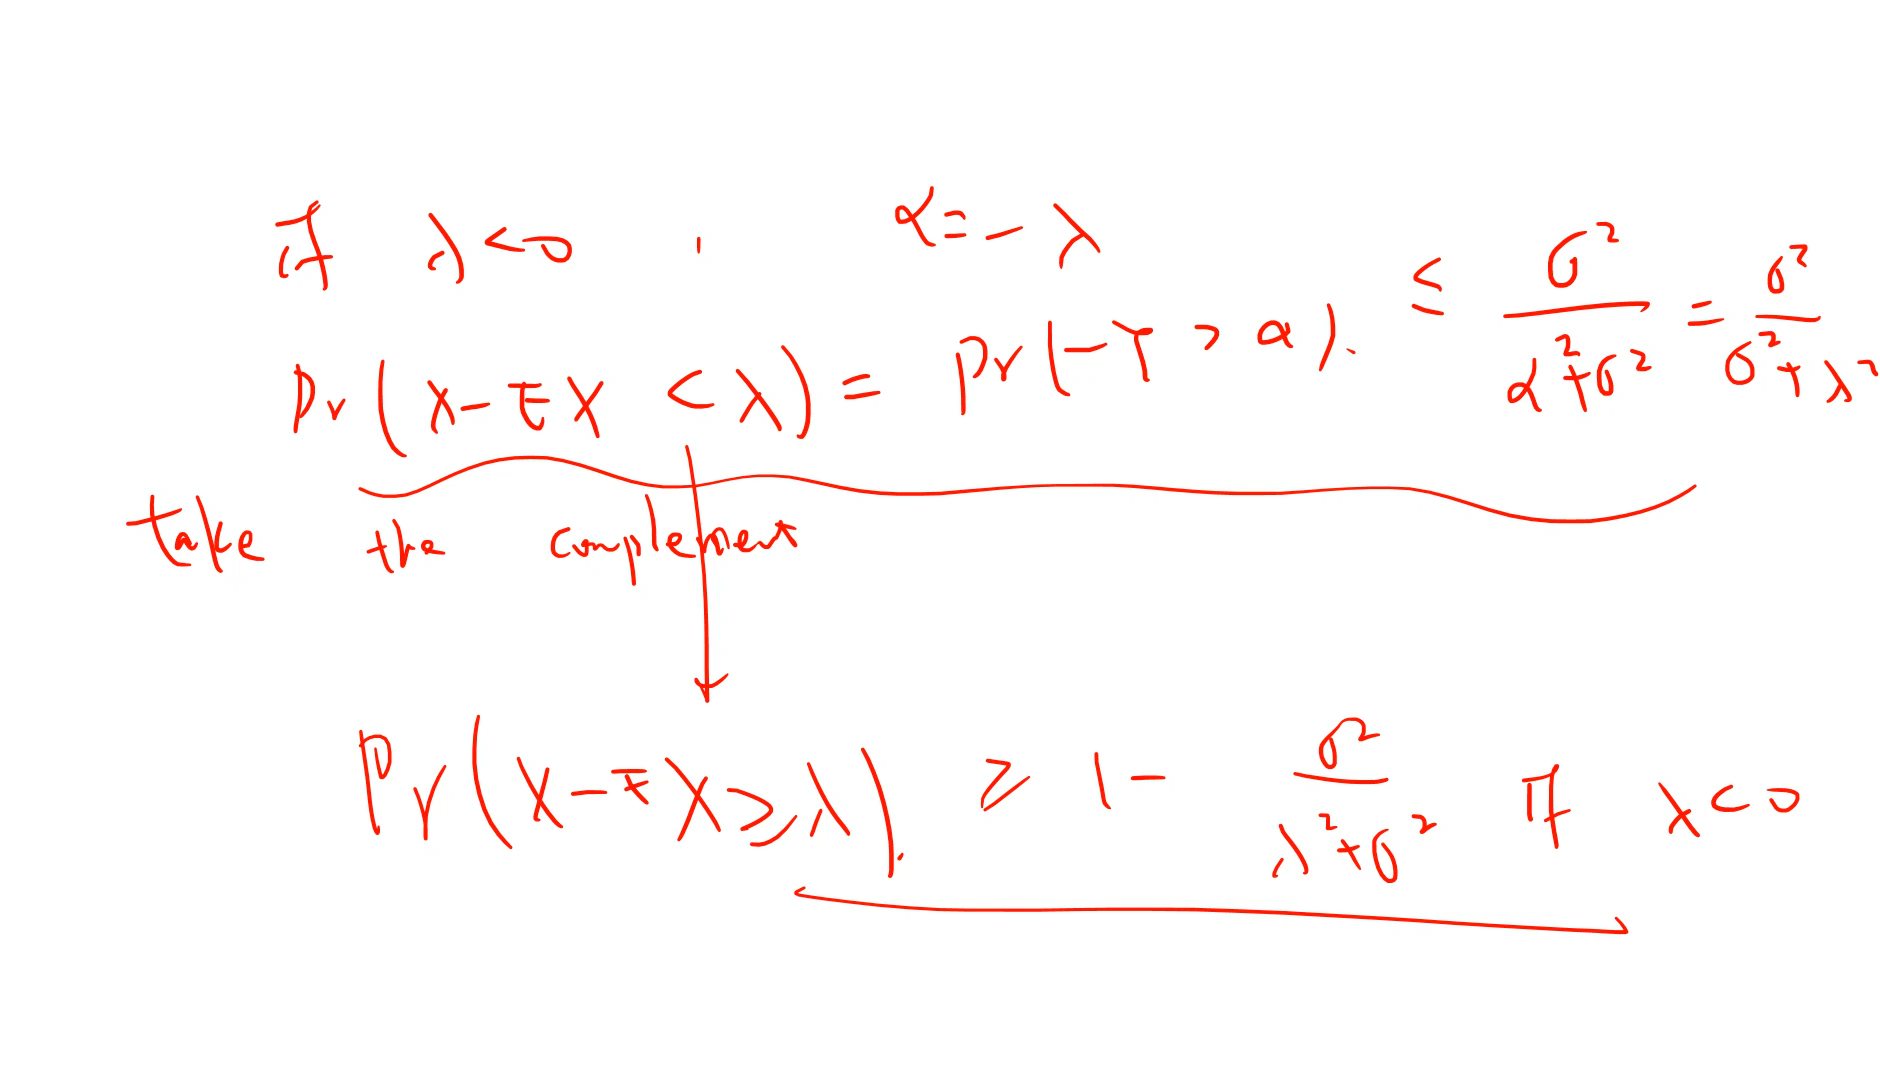 If λ<0 , α=-λ
Pr(X-EX<λ)=Pr(-Y>α). ≤ σ²/(α²+σ²) = σ²/(σ²+λ²)
take the complement
Pr(X-EX≥λ). ≥ 1- σ²/(λ²+σ²) If λ<0